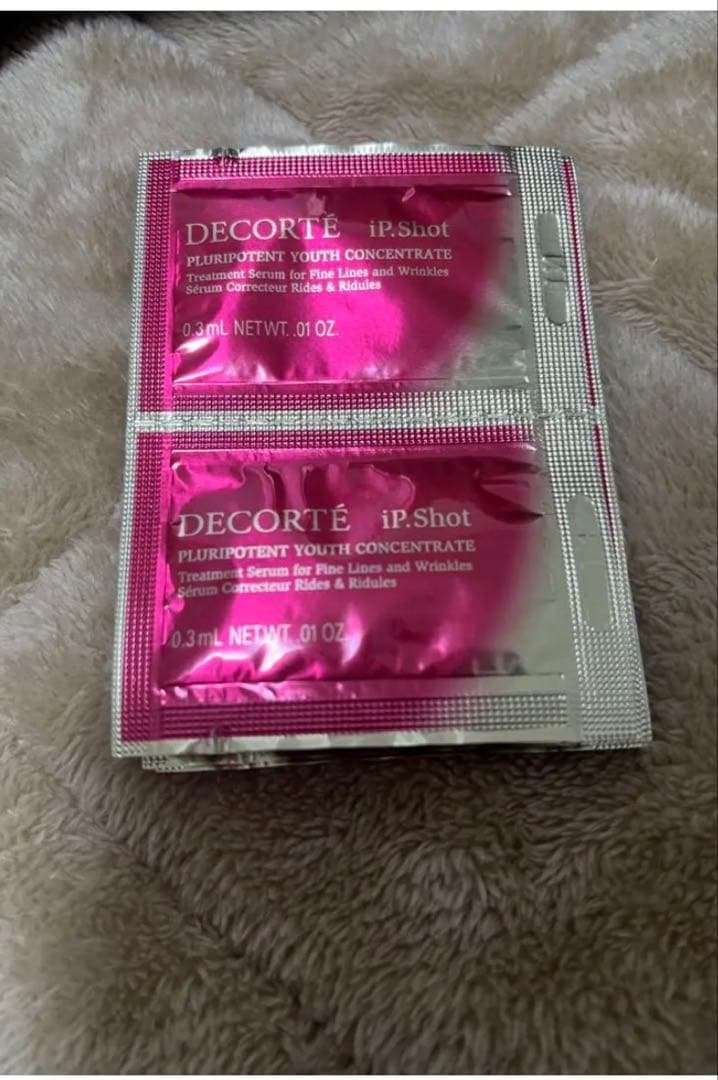 DECORTÉ iP.Shot
PLURIPOTENT YOUTH CONCENTRATE
Treatment Serum for Fine Lines and Wrinkles
Sérum Correcteur Rides & Ridules
0.3 mL NET WT. .01 OZ.
DECORTÉ iP.Shot
PLURIPOTENT YOUTH CONCENTRATE
Treatment Serum for Fine Lines and Wrinkles
Sérum Correcteur Rides & Ridules
0.3 mL NET WT. .01 OZ.